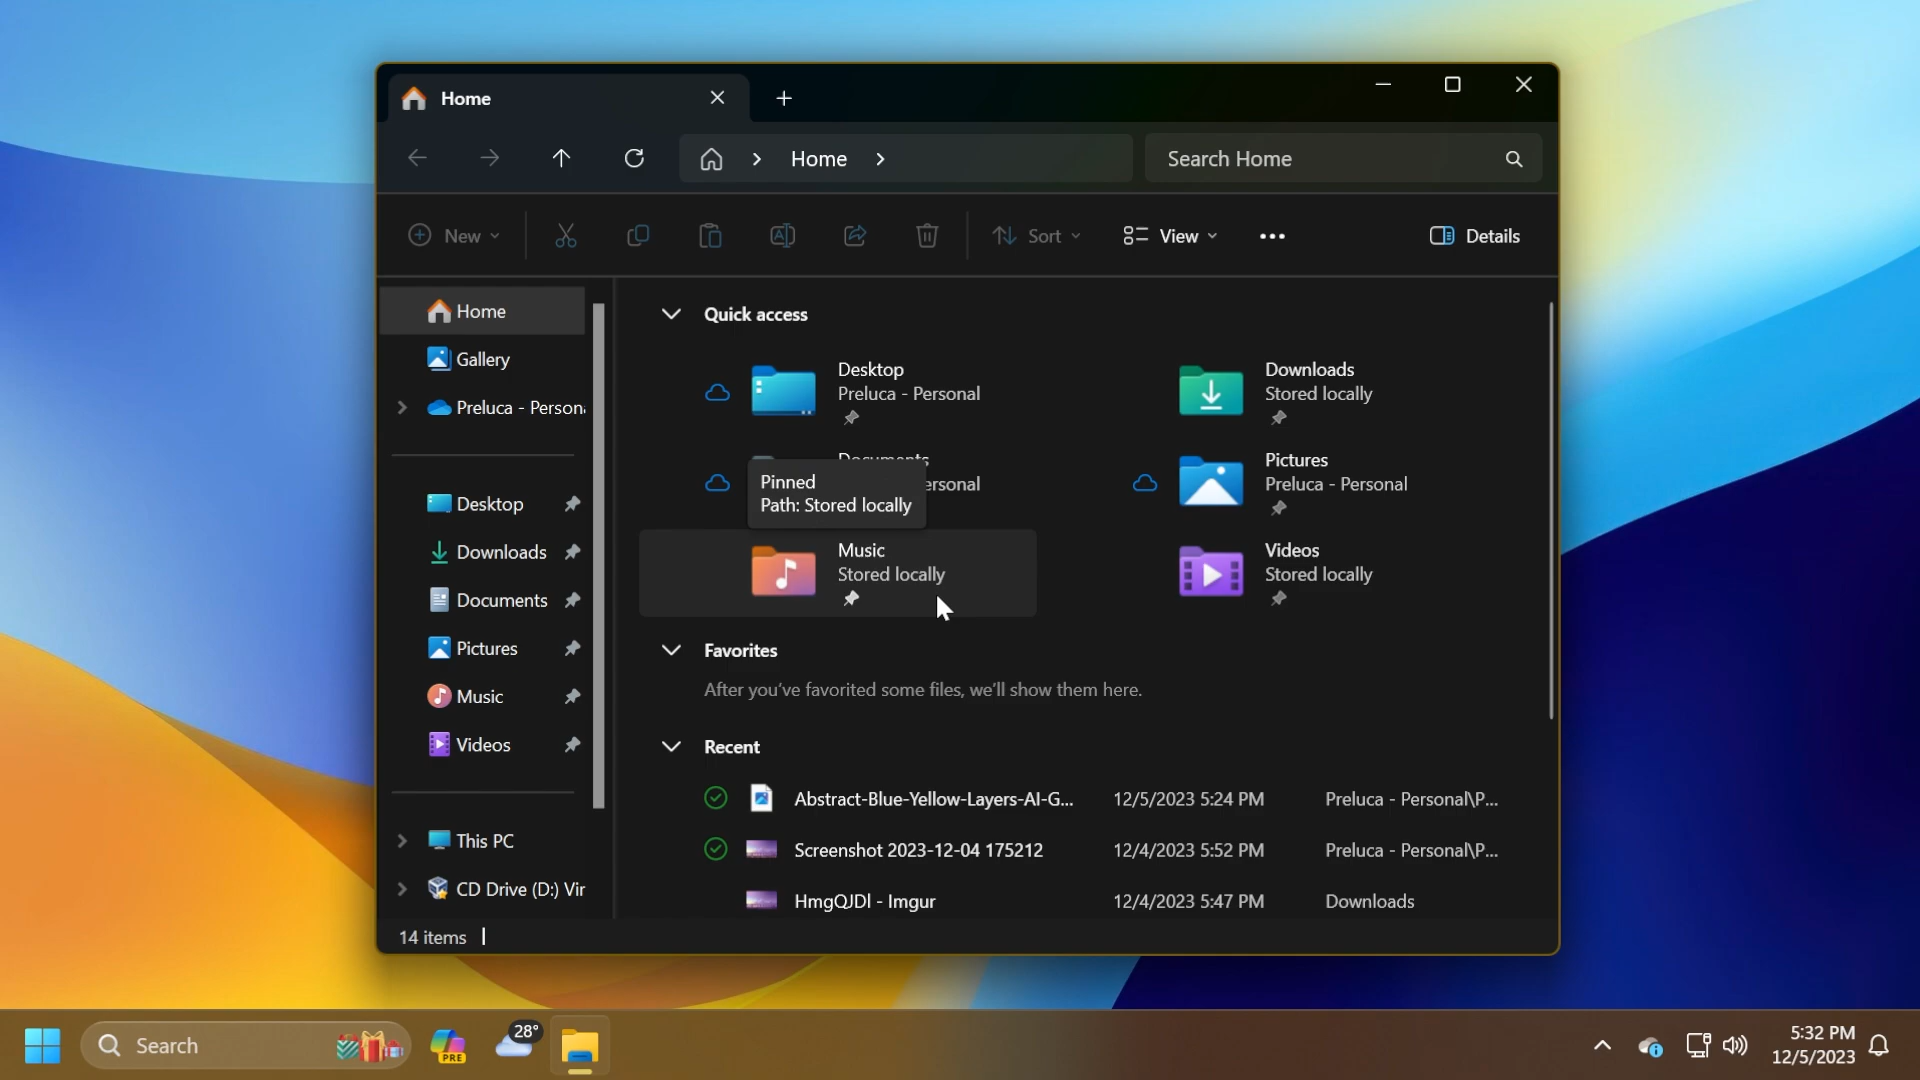 Home
Home
Search Home
New
Sort
View
Details
Home
Gallery
Preluca - Person
Desktop
Downloads
Documents
Pictures
Music
Videos
This PC
CD Drive (D:) Vir
Quick access
Desktop
Preluca - Personal
Downloads
Stored locally
Documents
ersonal
Pinned
Path: Stored locally
Pictures
Preluca - Personal
Music
Stored locally
Videos
Stored locally
Favorites
After you've favorited some files, we'll show them here.
Recent
Abstract-Blue-Yellow-Layers-AI-G... 12/5/2023 5:24 PM Preluca - Personal\P...
Screenshot 2023-12-04 175212 12/4/2023 5:52 PM Preluca - Personal\P...
12/4/2023 5:47 PM Downloads
- Imgur
14 items
Search
PRE
28°
5:32 PM
12/5/2023